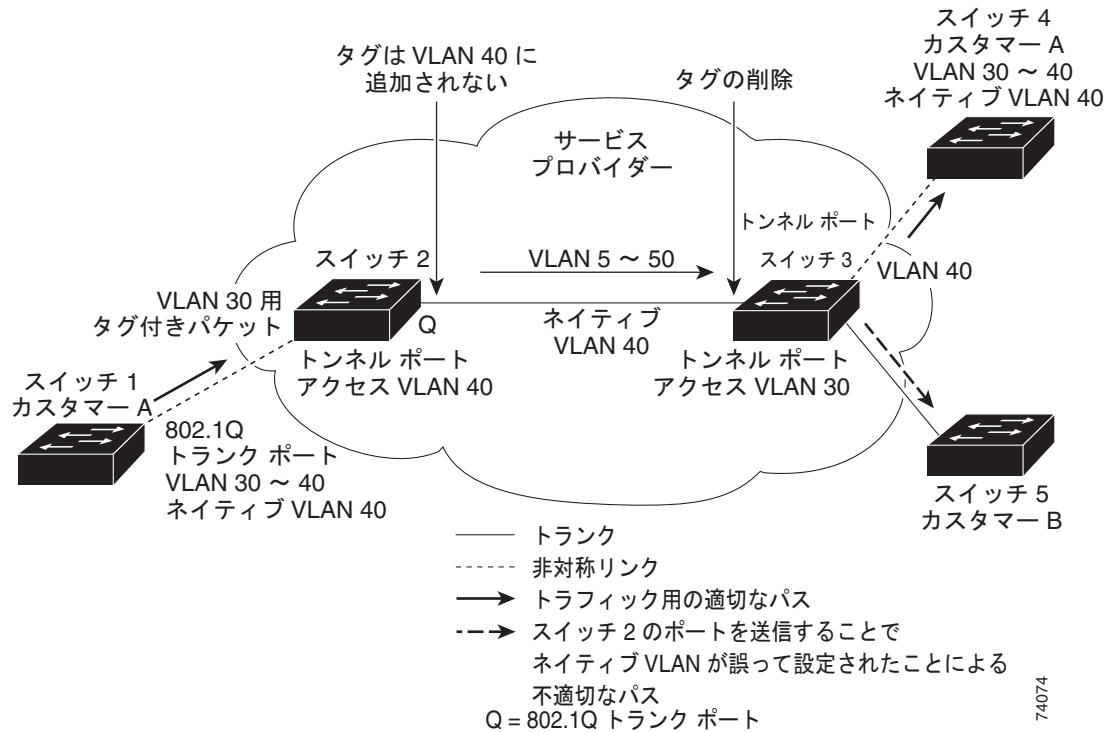 スイッチ 4
カスタマー A
VLAN 30 ～ 40
ネイティブ VLAN 40
タグは VLAN 40 に
追加されない
タグの削除
サービス
プロバイダー
トンネル ポート
スイッチ 2
VLAN 5 ～ 50
スイッチ 3
VLAN 40
VLAN 30 用
タグ付きパケット
Q
ネイティブ
VLAN 40
トンネル ポート
アクセス VLAN 40
トンネル ポート
アクセス VLAN 30
スイッチ 1
カスタマー A
802.1Q
トランク ポート
VLAN 30 ～ 40
ネイティブ VLAN 40
スイッチ 5
カスタマー B
トランク
非対称リンク
トラフィック用の適切なパス
スイッチ 2 のポートを送信することで
ネイティブ VLAN が誤って設定されたことによる
不適切なパス
Q = 802.1Q トランク ポート
74074